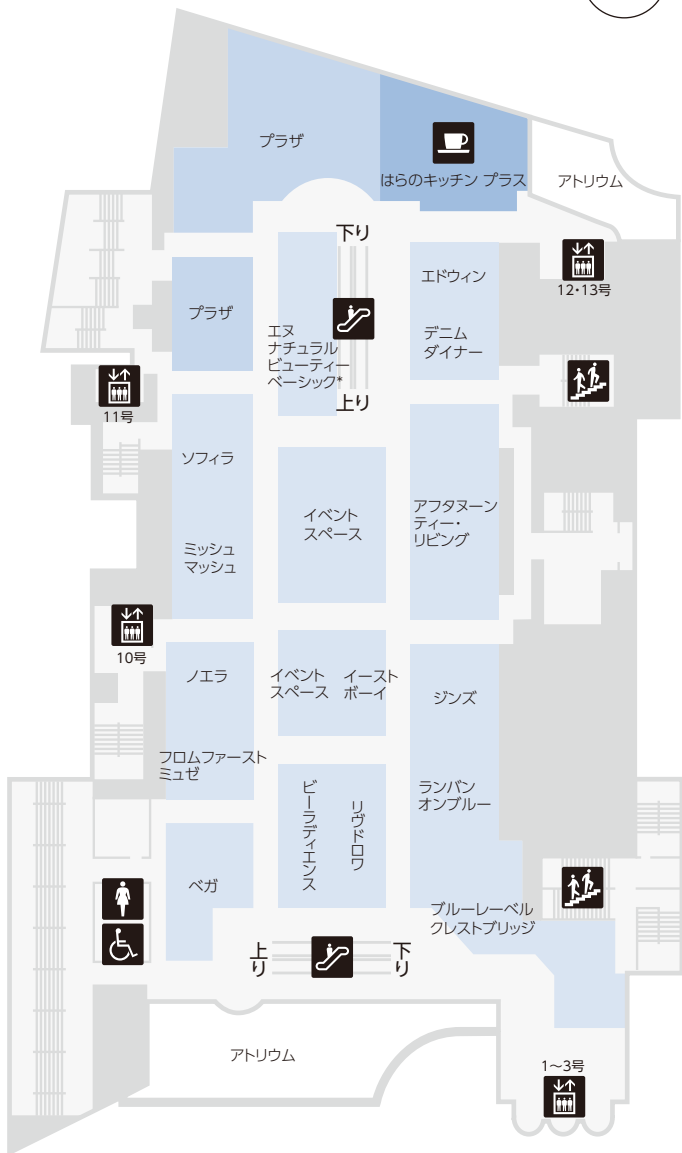 プラザ
はらのキッチン プラス
アトリウム
下り
エドウィン
12・13号
プラザ
エヌ
ナチュラル
ビューティー
ベーシック*
デニム
ダイナー
上り
11号
ソフィラ
イベント
スペース
アフタヌーン
ティー・
リビング
ミッシュ
マッシュ
10号
ノエラ
イベント
スペース
イースト
ボーイ
ジンズ
フロムファースト
ミュゼ
ビーラディエンス
リヴドロワ
ランバン
オンブルー
ベガ
ブルーレーベル
クレストブリッジ
上り
下り
アトリウム
1〜3号